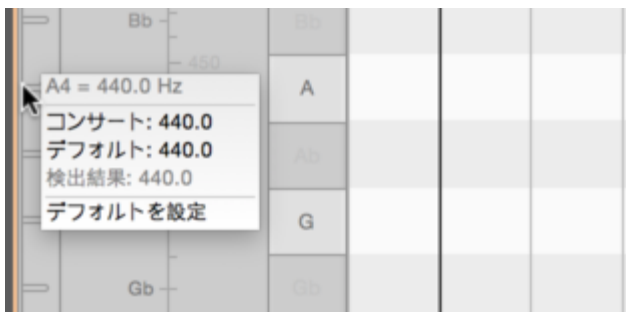 Bb Bb
450
A4 = 440.0 Hz
A
コンサート: 440.0
デフォルト: 440.0
Ab
検出結果: 440.0
デフォルトを設定
G
Gb Gb